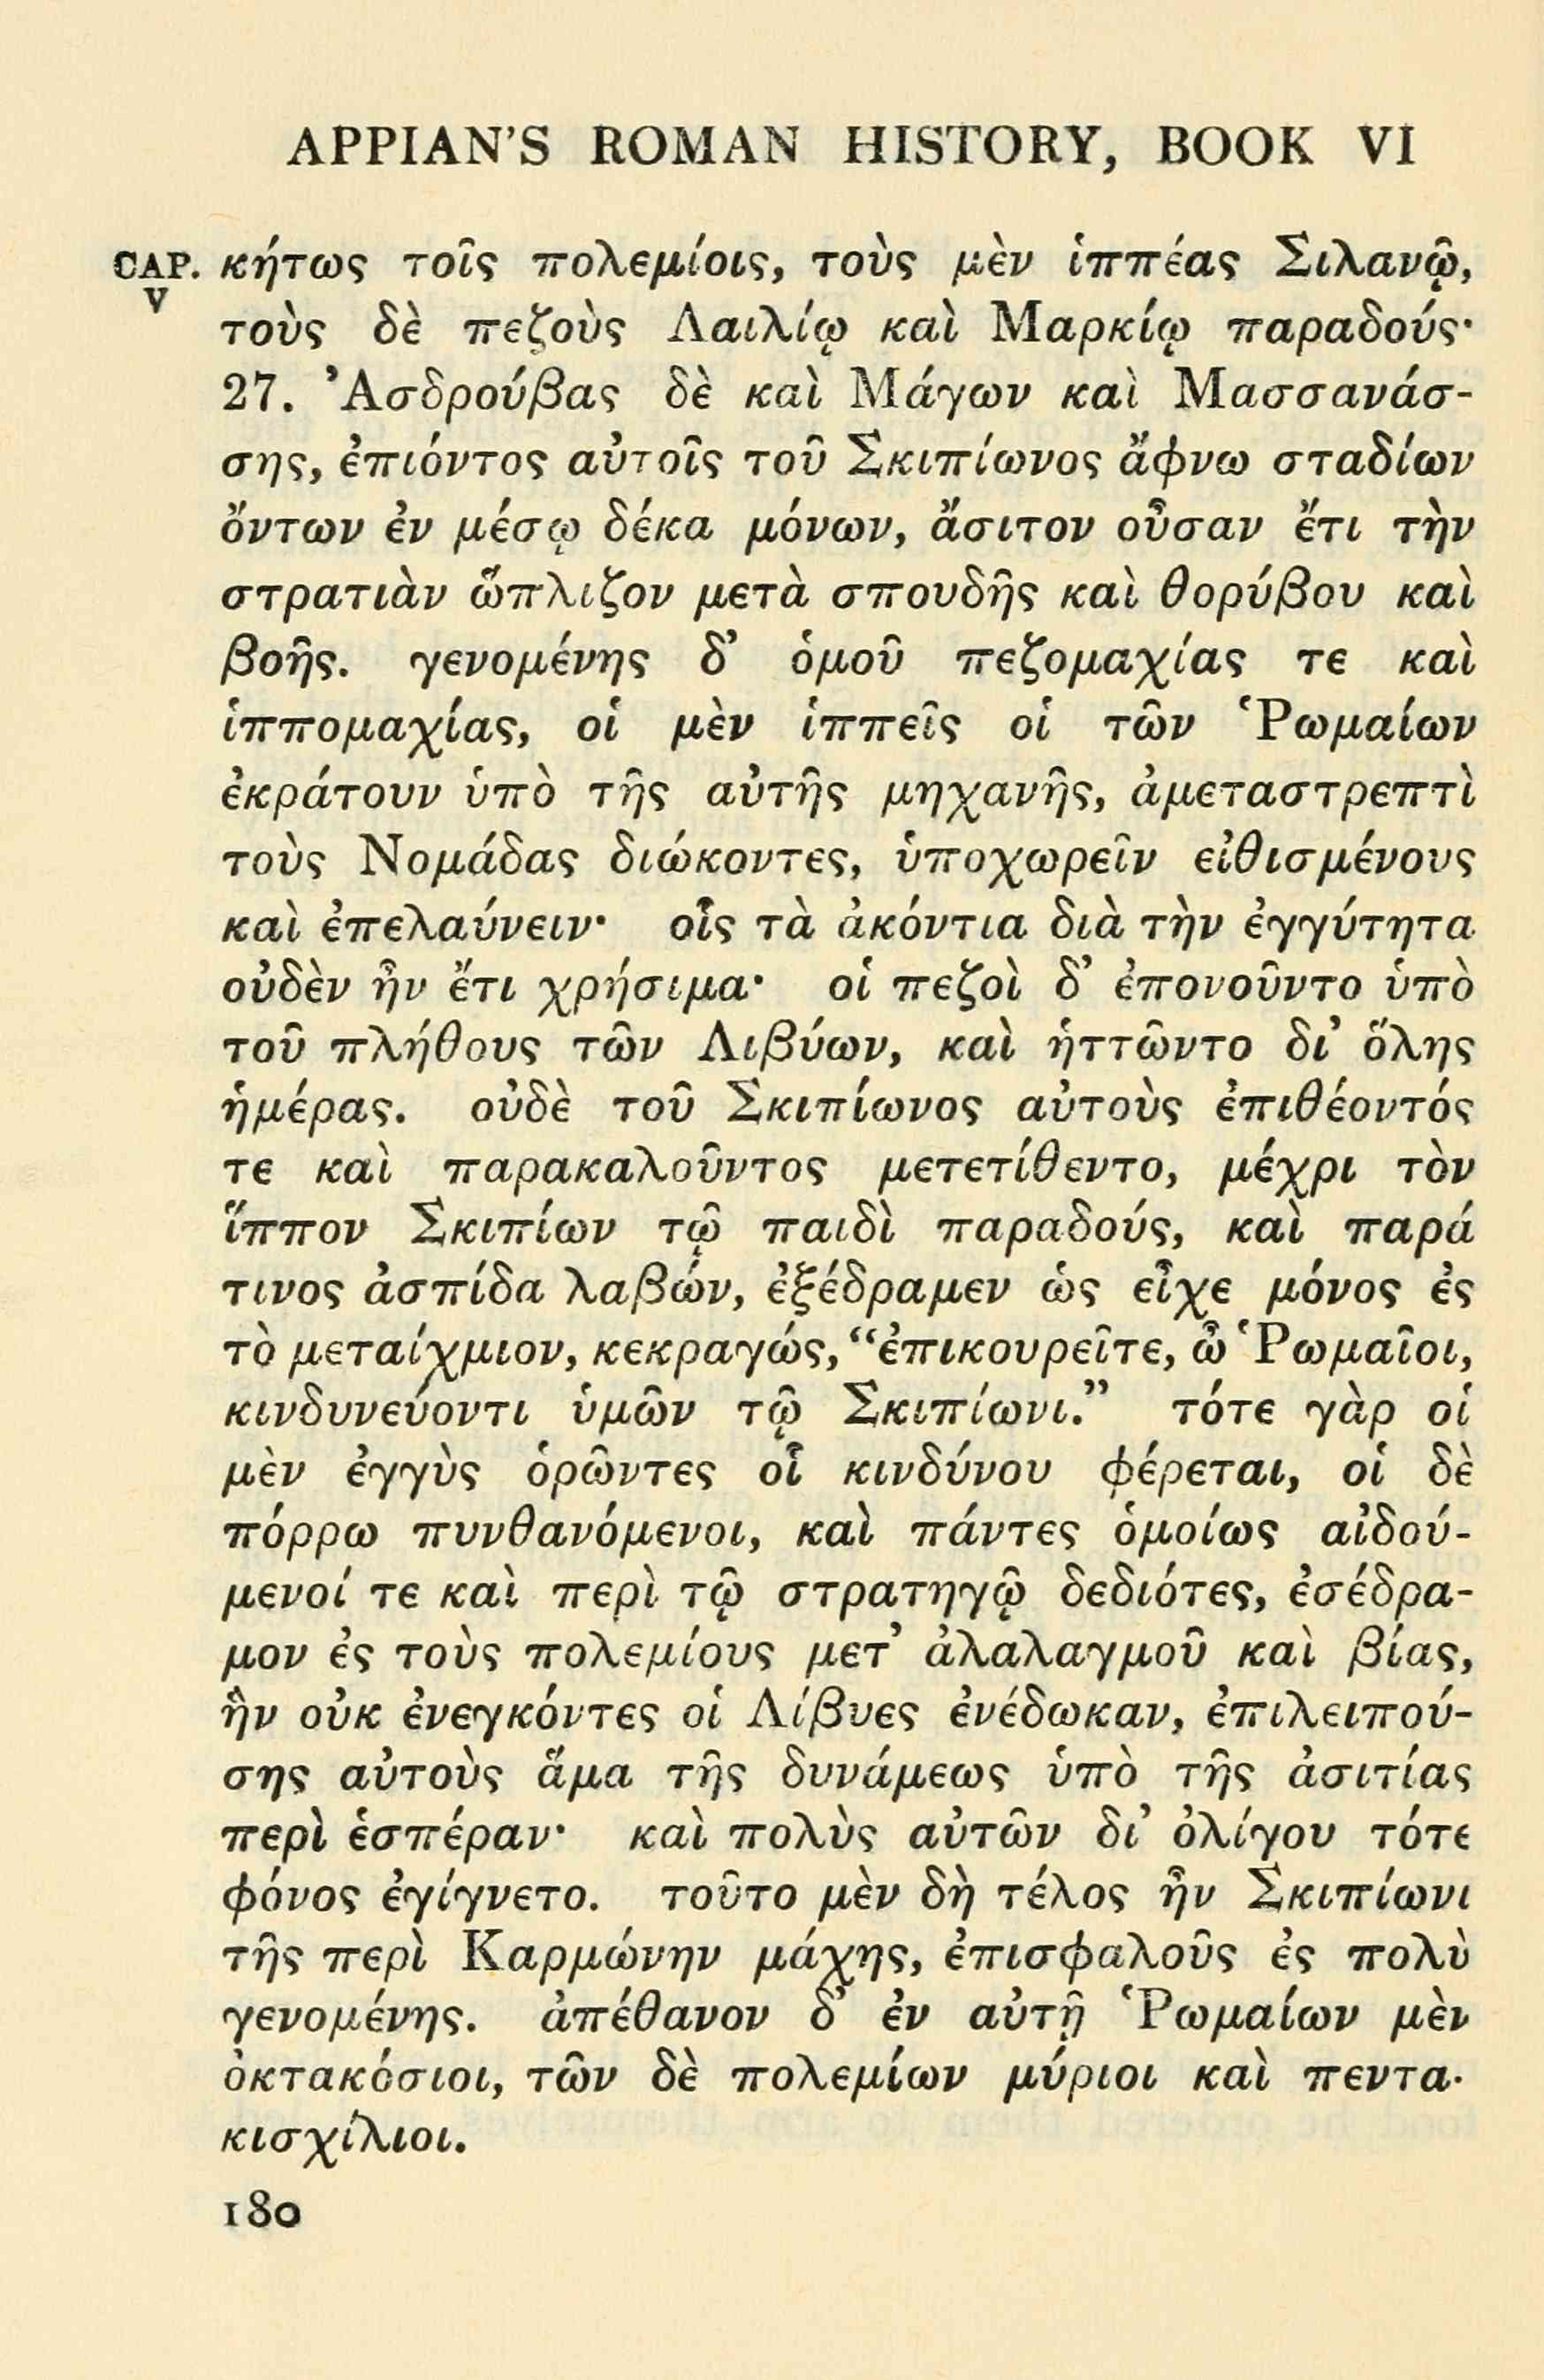 APPIAN'S ROMAN HISTORY, BOOK VI
CAP. κήτως τοῖς πολεμίοις, τοὺς μὲν ἱππέας Σιλανῷ,
V
τοὺς δὲ πεζοὺς Λαιλίῳ καὶ Μαρκίῳ παραδούς·
27. Ἀσδρούβας δὲ καὶ Μάγων καὶ Μασσανάσ-
σης, ἐπιόντος αὐτοῖς τοῦ Σκιπίωνος ἄφνω σταδίων
ὄντων ἐν μέσῳ δέκα μόνων, ἄσιτον οὖσαν ἔτι τὴν
στρατιὰν ὥπλιζον μετὰ σπουδῆς καὶ θορύβου καὶ
βοῆς. γενομένης δ' ὁμοῦ πεζομαχίας τε καὶ
ἱππομαχίας, οἱ μὲν ἱππεῖς οἱ τῶν Ῥωμαίων
ἐκράτουν ὑπὸ τῆς αὐτῆς μηχανῆς, ἀμεταστρεπτὶ
τοὺς Νομάδας διώκοντες, ὑποχωρεῖν εἰθισμένους
καὶ ἐπελαύνειν· οἷς τὰ ἀκόντια διὰ τὴν ἐγγύτητα
οὐδὲν ἦν ἔτι χρήσιμα· οἱ πεζοὶ δ' ἐπονοῦντο ὑπὸ
τοῦ πλήθους τῶν Λιβύων, καὶ ἡττῶντο δι' ὅλης
ἡμέρας. οὐδὲ τοῦ Σκιπίωνος αὐτοὺς ἐπιθέοντός
τε καὶ παρακαλοῦντος μετετίθεντο, μέχρι τὸν
ἵππον Σκιπίων τῷ παιδὶ παραδούς, καὶ παρά
τινος ἀσπίδα λαβών, ἐξέδραμεν ὡς εἶχε μόνος ἐς
τὸ μεταίχμιον, κεκραγώς, “ἐπικουρεῖτε, ὦ Ῥωμαῖοι,
κινδυνεύοντι ὑμῶν τῷ Σκιπίωνι.” τότε γὰρ οἱ
μὲν ἐγγὺς ὁρῶντες οἷ κινδύνου φέρεται, οἱ δὲ
πόρρω πυνθανόμενοι, καὶ πάντες ὁμοίως αἰδού-
μενοί τε καὶ περὶ τῷ στρατηγῷ δεδιότες, ἐσέδρα-
μον ἐς τοὺς πολεμίους μετ' ἀλαλαγμοῦ καὶ βίας,
ἣν οὐκ ἐνεγκόντες οἱ Λίβυες ἐνέδωκαν, ἐπιλειπού-
σης αὐτοὺς ἅμα τῆς δυνάμεως ὑπὸ τῆς ἀσιτίας
περὶ ἑσπέραν· καὶ πολὺς αὐτῶν δι' ὀλίγου τότε
φόνος ἐγίγνετο. τοῦτο μὲν δὴ τέλος ἦν Σκιπίωνι
τῆς περὶ Καρμώνην μάχης, ἐπισφαλοῦς ἐς πολὺ
γενομένης. ἀπέθανον δ' ἐν αὐτῇ Ῥωμαίων μὲν
ὀκτακόσιοι, τῶν δὲ πολεμίων μύριοι καὶ πεντα-
κισχίλιοι.
180